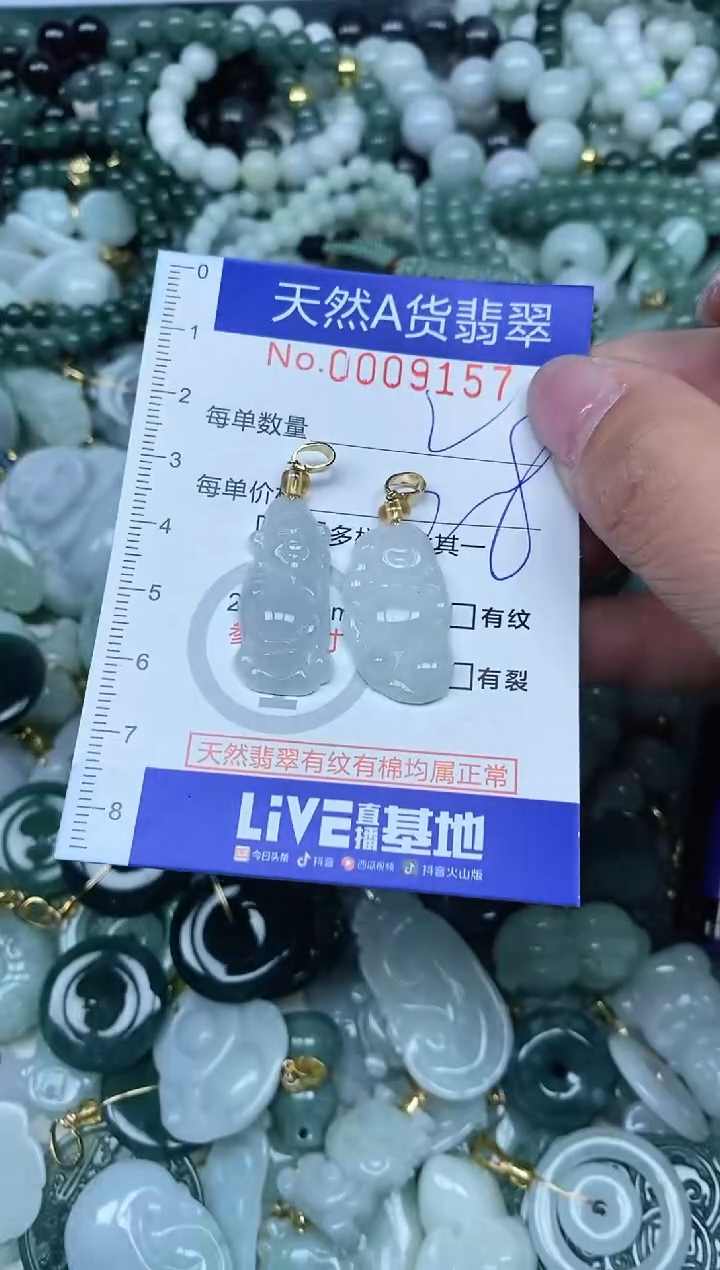 天然A货翡翠
No.0009157
每单数量
每单价格
其一
有纹
有裂
天然翡翠有纹有棉均属正常
LiVE直播基地
今日头条 抖音 西瓜视频 抖音火山版
0
1
2
3
4
5
6
7
8